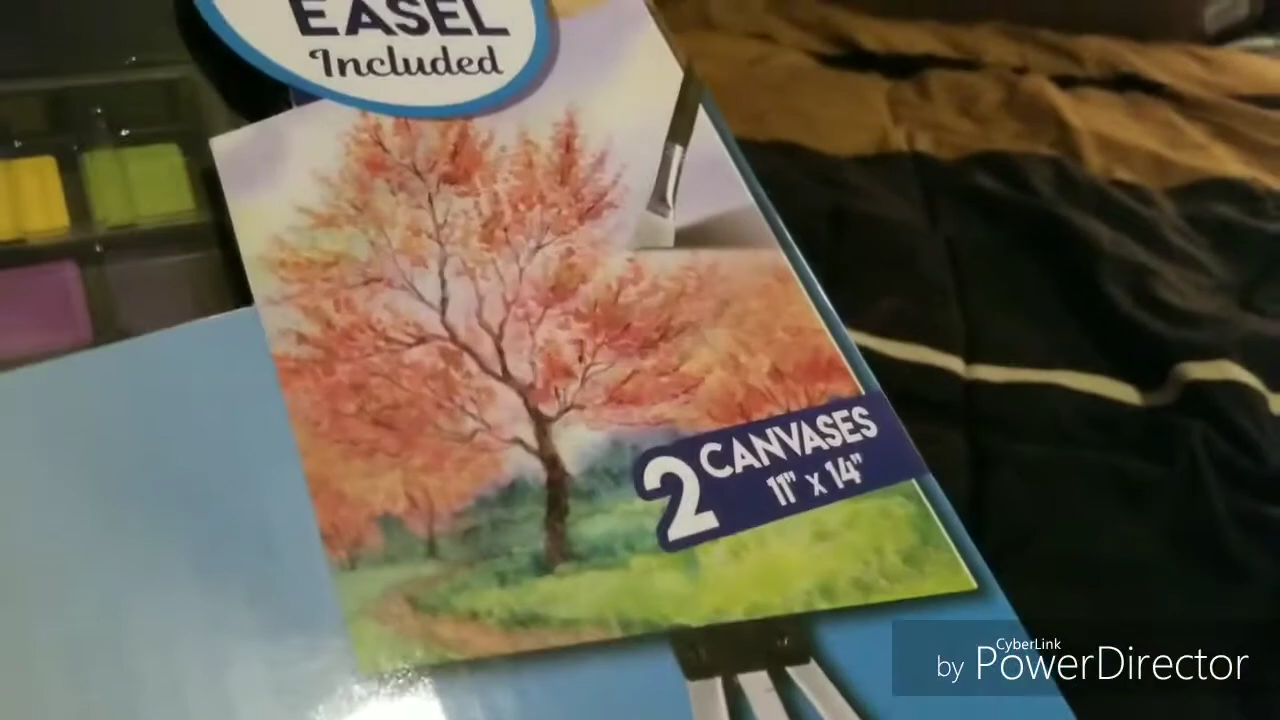 EASEL
Included
2 CANVASES
11" X 14"
CyberLink
by PowerDirector